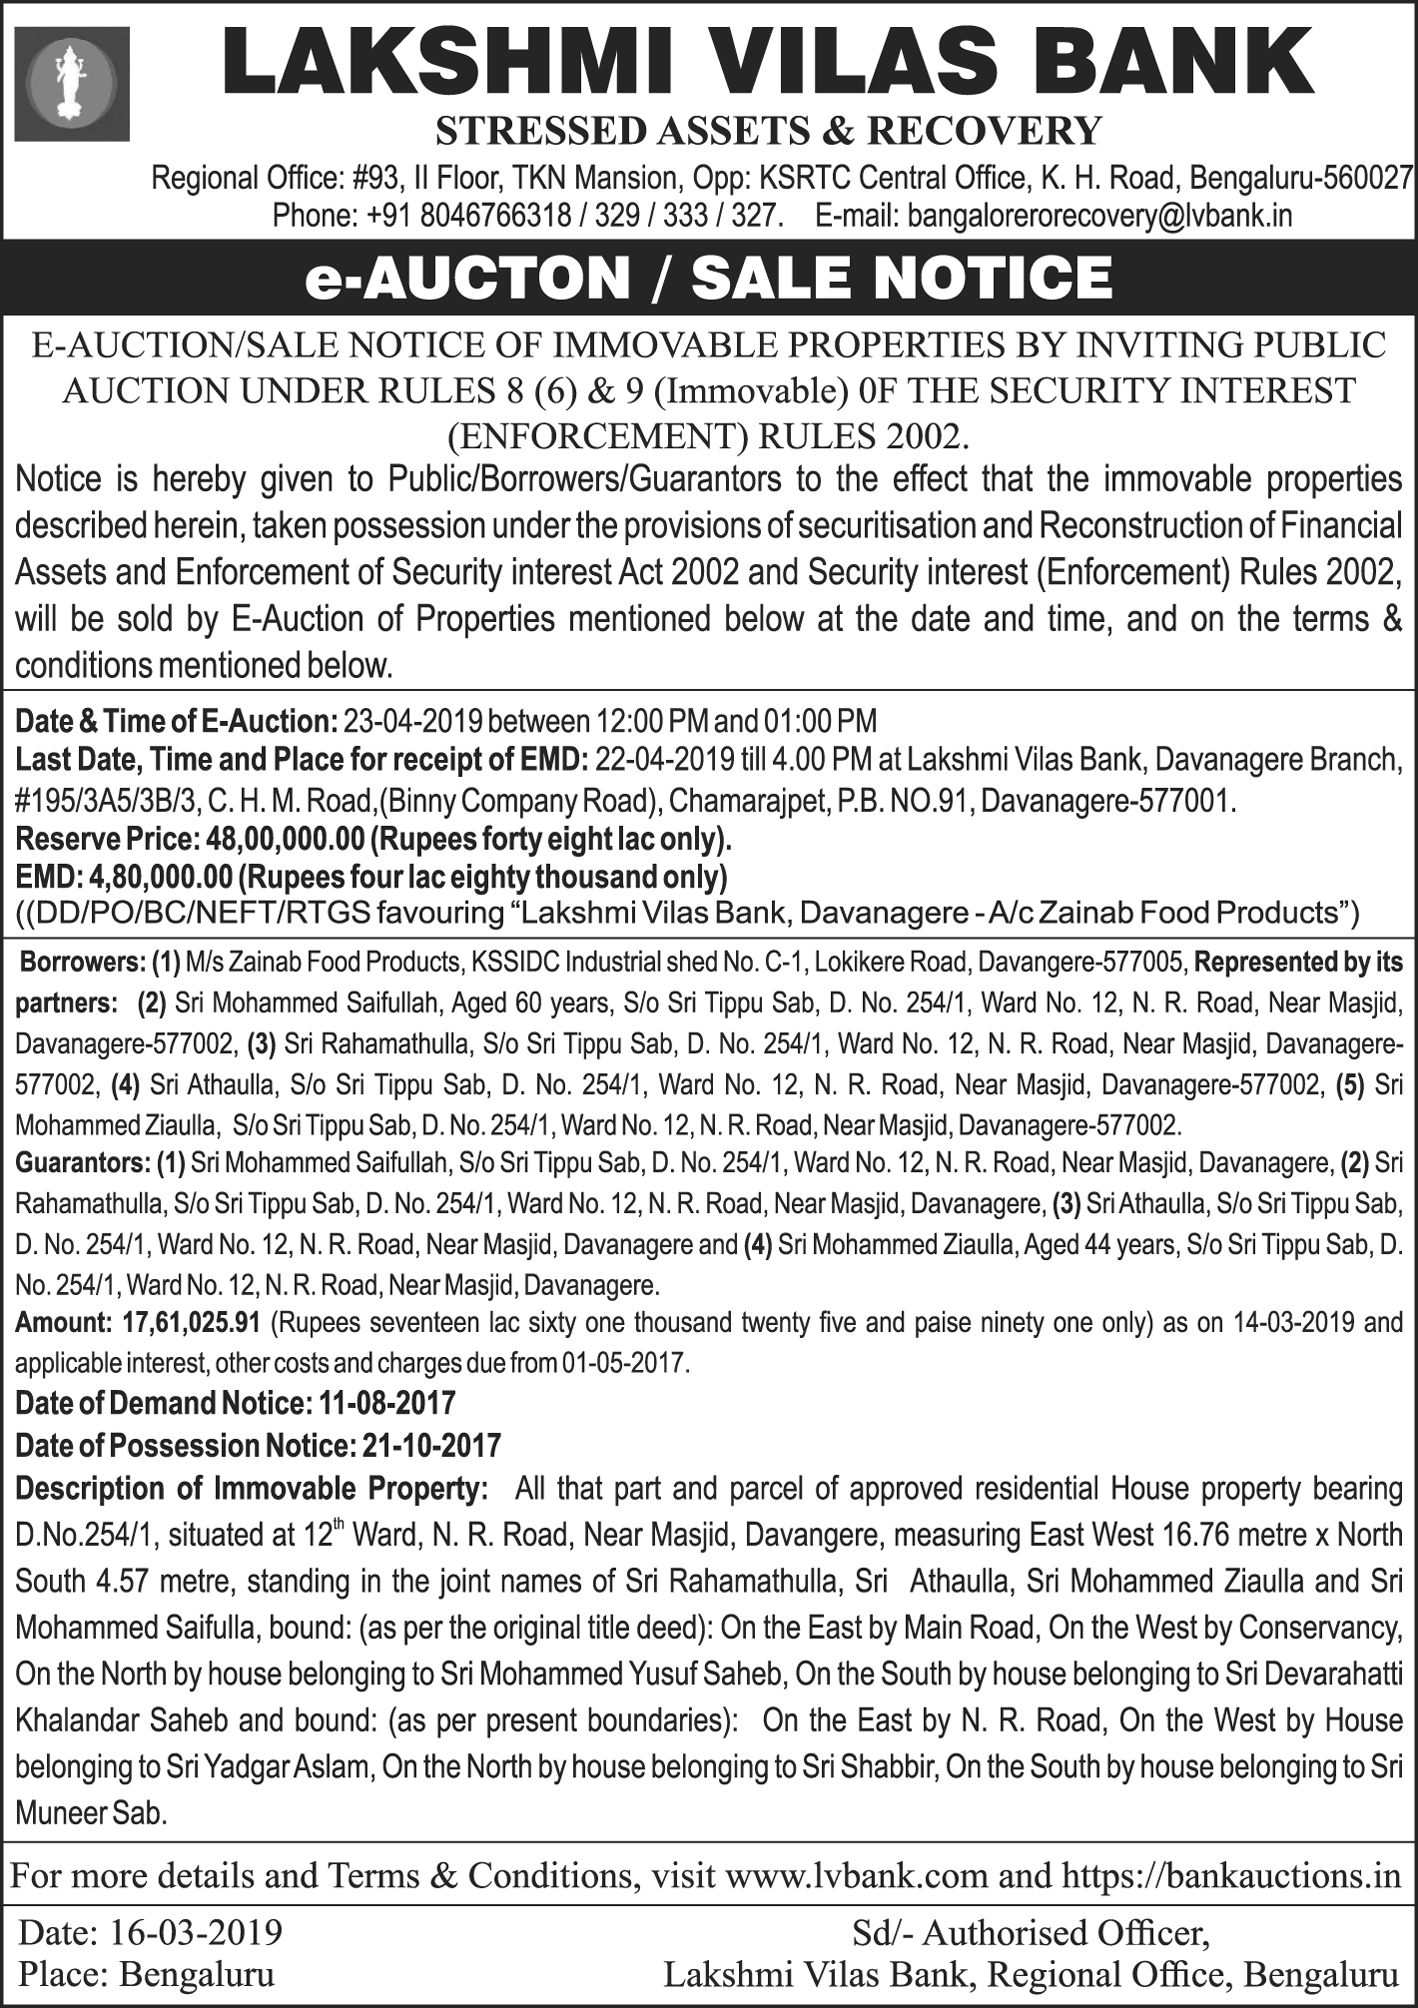 LAKSHMI VILAS BANK
STRESSED ASSETS & RECOVERY
Regional Office: #93, II Floor, TKN Mansion, Opp: KSRTC Central Office, K. H. Road, Bengaluru-560027
Phone: +91 8046766318 / 329 / 333 / 327. E-mail: bangalorerorecovery@lvbank.in
e-AUCTON / SALE NOTICE
E-AUCTION/SALE NOTICE OF IMMOVABLE PROPERTIES BY INVITING PUBLIC
AUCTION UNDER RULES 8 (6) & 9 (Immovable) 0F THE SECURITY INTEREST
(ENFORCEMENT) RULES 2002.
Notice is hereby given to Public/Borrowers/Guarantors to the effect that the immovable properties
described herein, taken possession under the provisions of securitisation and Reconstruction of Financial
Assets and Enforcement of Security interest Act 2002 and Security interest (Enforcement) Rules 2002,
will be sold by E-Auction of Properties mentioned below at the date and time, and on the terms &
conditions mentioned below.
Date & Time of E-Auction: 23-04-2019 between 12:00 PM and 01:00 PM
Last Date, Time and Place for receipt of EMD: 22-04-2019 till 4.00 PM at Lakshmi Vilas Bank, Davanagere Branch,
#195/3A5/3B/3, C. H. M. Road,(Binny Company Road), Chamarajpet, P.B. NO.91, Davanagere-577001.
Reserve Price: 48,00,000.00 (Rupees forty eight lac only).
EMD: 4,80,000.00 (Rupees four lac eighty thousand only)
((DD/PO/BC/NEFT/RTGS favouring “Lakshmi Vilas Bank, Davanagere - A/c Zainab Food Products”)
Borrowers: (1) M/s Zainab Food Products, KSSIDC Industrial shed No. C-1, Lokikere Road, Davangere-577005, Represented by its
partners: (2) Sri Mohammed Saifullah, Aged 60 years, S/o Sri Tippu Sab, D. No. 254/1, Ward No. 12, N. R. Road, Near Masjid,
Davanagere-577002, (3) Sri Rahamathulla, S/o Sri Tippu Sab, D. No. 254/1, Ward No. 12, N. R. Road, Near Masjid, Davanagere-
577002, (4) Sri Athaulla, S/o Sri Tippu Sab, D. No. 254/1, Ward No. 12, N. R. Road, Near Masjid, Davanagere-577002, (5) Sri
Mohammed Ziaulla, S/o Sri Tippu Sab, D. No. 254/1, Ward No. 12, N. R. Road, Near Masjid, Davanagere-577002.
Guarantors: (1) Sri Mohammed Saifullah, S/o Sri Tippu Sab, D. No. 254/1, Ward No. 12, N. R. Road, Near Masjid, Davanagere, (2) Sri
Rahamathulla, S/o Sri Tippu Sab, D. No. 254/1, Ward No. 12, N. R. Road, Near Masjid, Davanagere, (3) Sri Athaulla, S/o Sri Tippu Sab,
D. No. 254/1, Ward No. 12, N. R. Road, Near Masjid, Davanagere and (4) Sri Mohammed Ziaulla, Aged 44 years, S/o Sri Tippu Sab, D.
No. 254/1, Ward No. 12, N. R. Road, Near Masjid, Davanagere.
Amount: 17,61,025.91 (Rupees seventeen lac sixty one thousand twenty five and paise ninety one only) as on 14-03-2019 and
applicable interest, other costs and charges due from 01-05-2017.
Date of Demand Notice: 11-08-2017
Date of Possession Notice: 21-10-2017
Description of Immovable Property: All that part and parcel of approved residential House property bearing
D.No.254/1, situated at 12th Ward, N. R. Road, Near Masjid, Davangere, measuring East West 16.76 metre x North
South 4.57 metre, standing in the joint names of Sri Rahamathulla, Sri Athaulla, Sri Mohammed Ziaulla and Sri
Mohammed Saifulla, bound: (as per the original title deed): On the East by Main Road, On the West by Conservancy,
On the North by house belonging to Sri Mohammed Yusuf Saheb, On the South by house belonging to Sri Devarahatti
Khalandar Saheb and bound: (as per present boundaries): On the East by N. R. Road, On the West by House
belonging to Sri Yadgar Aslam, On the North by house belonging to Sri Shabbir, On the South by house belonging to Sri
Muneer Sab.
For more details and Terms & Conditions, visit www.lvbank.com and https://bankauctions.in
Date: 16-03-2019
Place: Bengaluru
Sd/- Authorised Officer,
Lakshmi Vilas Bank, Regional Office, Bengaluru